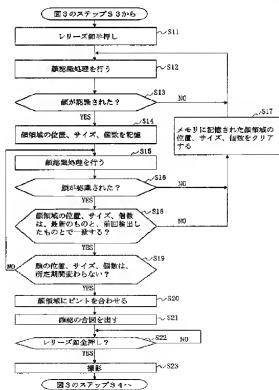 図3のステップS3から
S11
レリーズ釦半押し
S12
顔認識処理を行う
S13
顔が認識された?
NO
YES
S14
顔領域の位置、サイズ、個数を記憶
S17
メモリに記憶された顔領域の
位置、サイズ、個数をクリア
する
S15
顔認識処理を行う
S16
顔が認識された?
NO
YES
S18
顔領域の位置、サイズ、個数
は、最新のものと、前回検出し
たものとで一致する?
NO
YES
S19
顔の位置、サイズ、個数は、
所定期間変わらない?
NO
YES
S20
顔領域にピントを合わせる
S21
確認の合図を出す
S22
レリーズ釦全押し?
NO
YES
S23
撮影
図3のステップS4へ